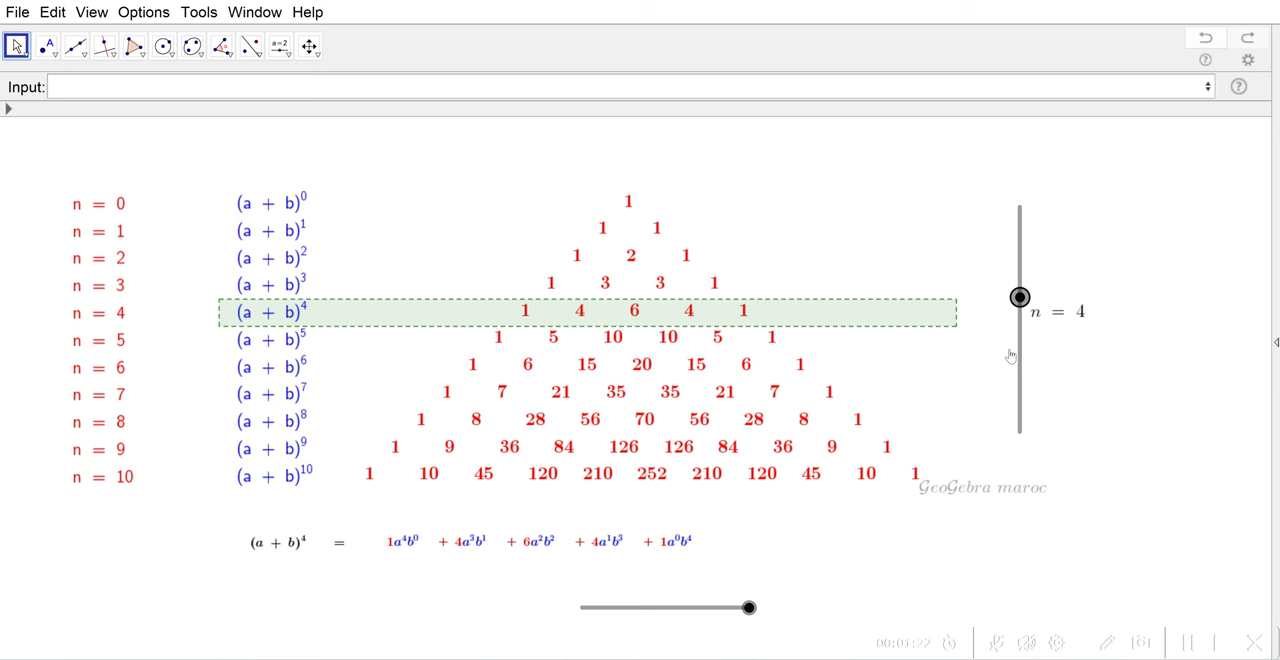 File Edit View Options Tools Window Help
a=2
Input:
n = 0 (a + b)⁰ 1
n = 1 (a + b)¹ 1 1
n = 2 (a + b)² 1 2 1
n = 3 (a + b)³ 1 3 3 1
n = 4 (a + b)⁴ 1 4 6 4 1 n = 4
n = 5 (a + b)⁵ 1 5 10 10 5 1
n = 6 (a + b)⁶ 1 6 15 20 15 6 1
n = 7 (a + b)⁷ 1 7 21 35 35 21 7 1
n = 8 (a + b)⁸ 1 8 28 56 70 56 28 8 1
n = 9 (a + b)⁹ 1 9 36 84 126 126 84 36 9 1
n = 10 (a + b)¹⁰ 1 10 45 120 210 252 210 120 45 10 1
GeoGebra maroc
(a + b)⁴ = 1a⁴b⁰ + 4a³b¹ + 6a²b² + 4a¹b³ + 1a⁰b⁴
00:01:22